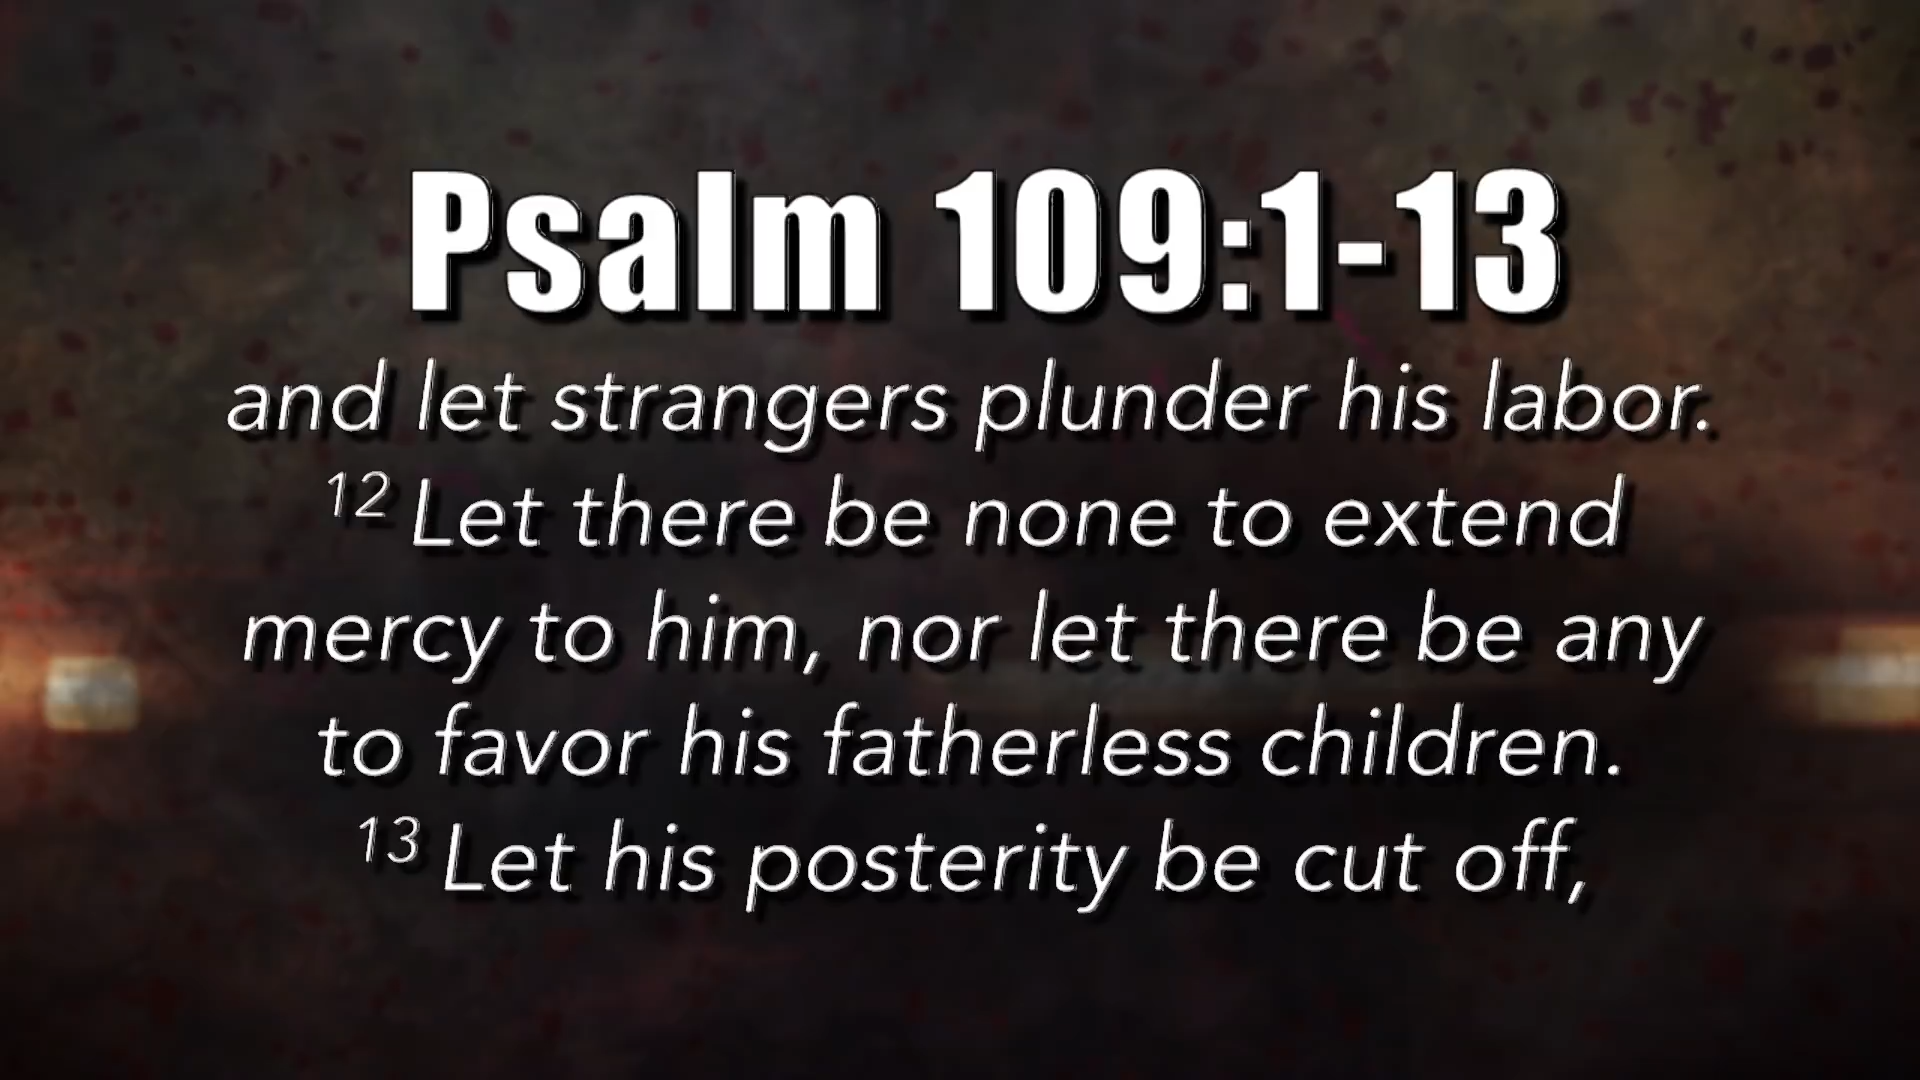 Psalm 109:1-13
and let strangers plunder his labor.
12 Let there be none to extend
mercy to him, nor let there be any
to favor his fatherless children.
13 Let his posterity be cut off,